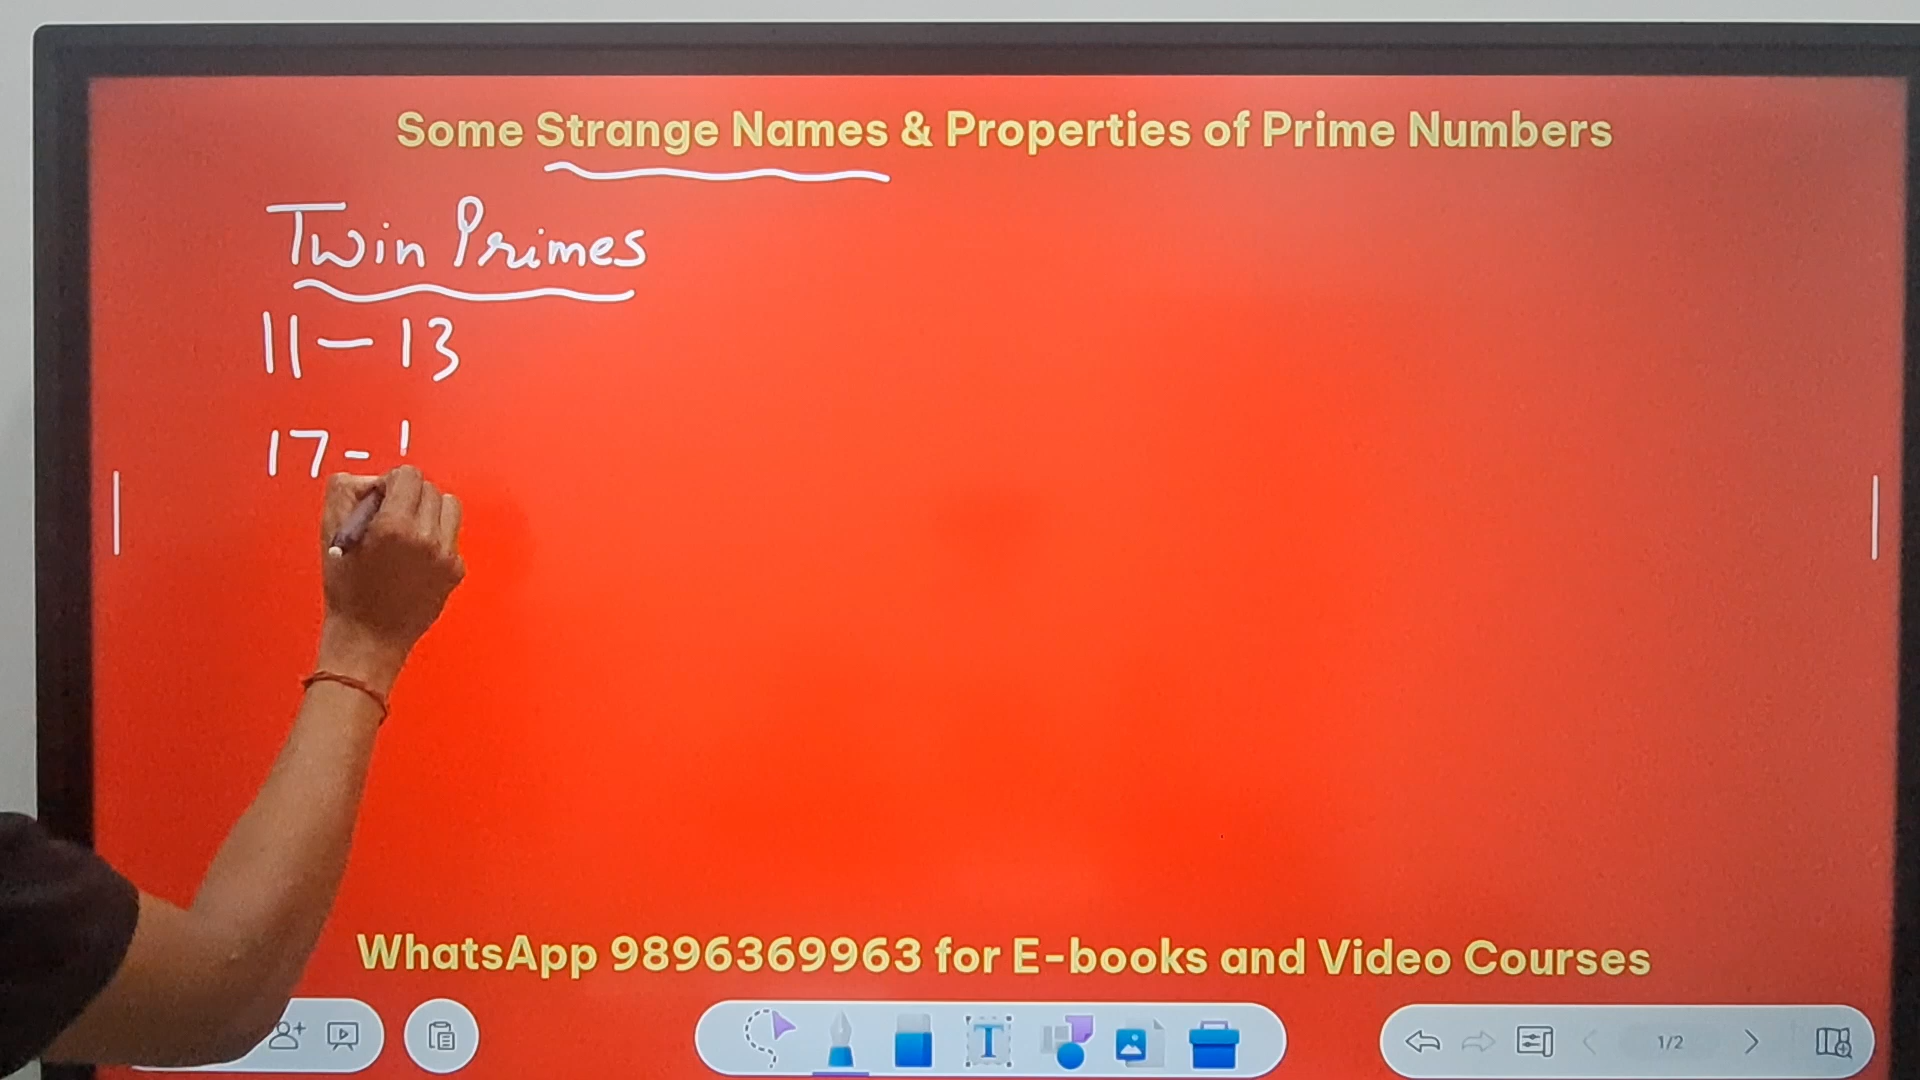 Some Strange Names & Properties of Prime Numbers
Twin Primes
11 - 13
17 - 1
WhatsApp 9896369963 for E-books and Video Courses
T
1/2